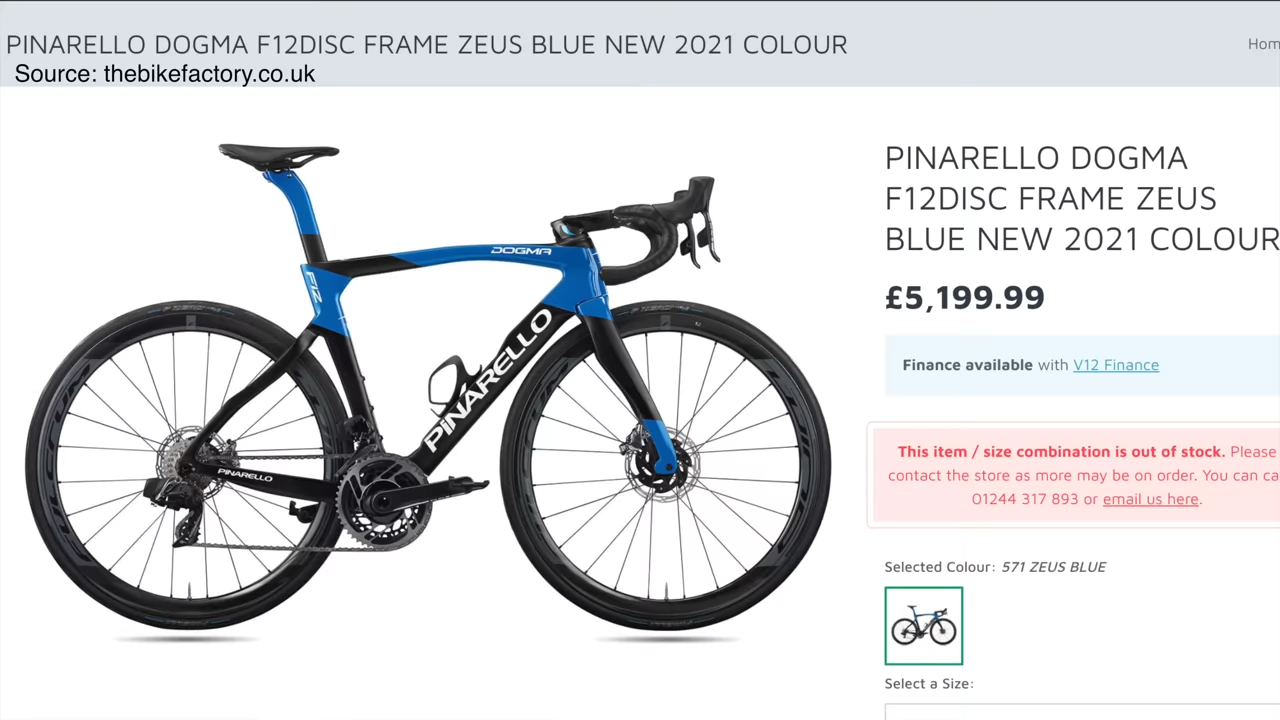 PINARELLO DOGMA F12DISC FRAME ZEUS BLUE NEW 2021 COLOUR
Hom
Source: thebikefactory.co.uk
DOGMA
F12
PINARELLO
PINARELLO
PINARELLO DOGMA
F12DISC FRAME ZEUS
BLUE NEW 2021 COLOUR
£5,199.99
Finance available with V12 Finance
This item / size combination is out of stock. Please
contact the store as more may be on order. You can ca
01244 317 893 or email us here.
Selected Colour: 571 ZEUS BLUE
Select a Size: